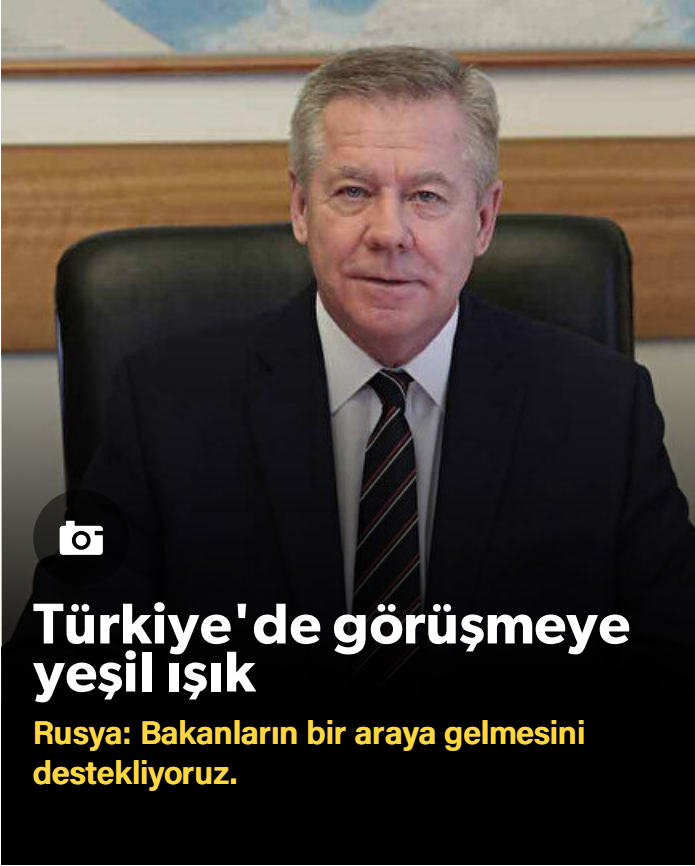 Türkiye'de görüşmeye
yeşil ışık
Rusya: Bakanların bir araya gelmesini
destekliyoruz.